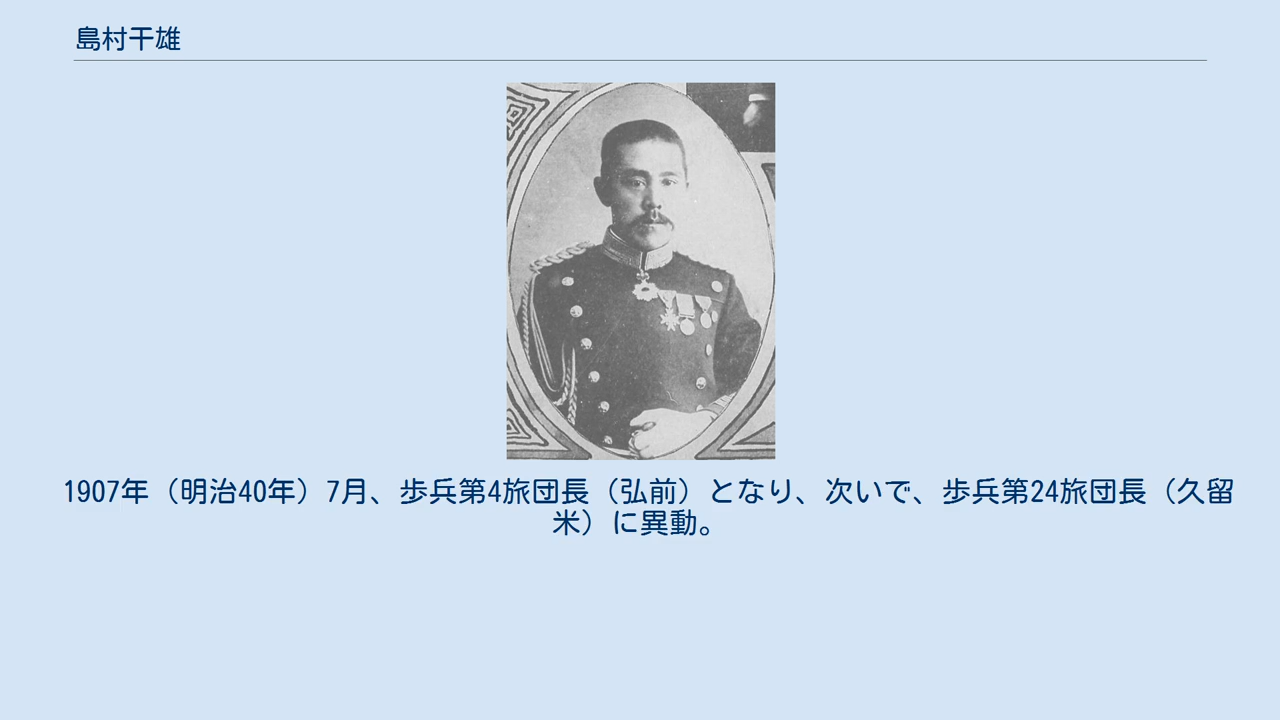 島村干雄
1907年（明治40年）7月、歩兵第4旅団長（弘前）となり、次いで、歩兵第24旅団長（久留
米）に異動。